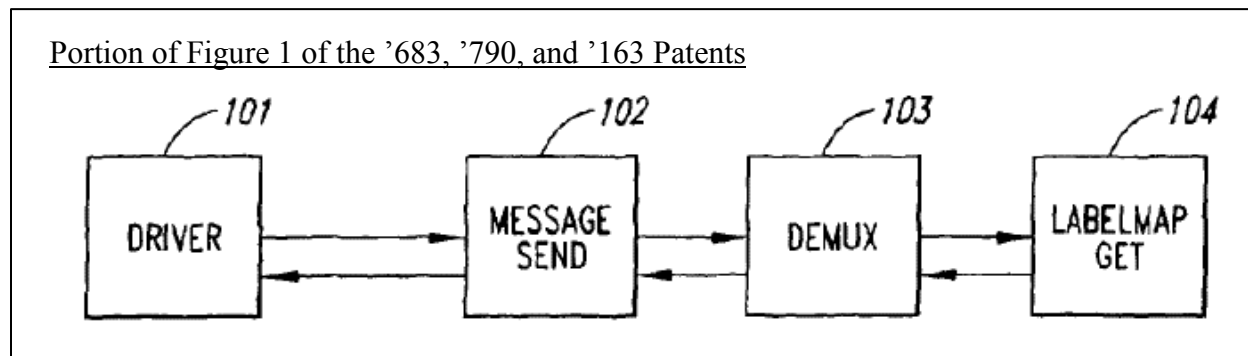 Portion of Figure 1 of the ’683, ’790, and ’163 Patents
101
102
103
104
DRIVER
MESSAGE
SEND
DEMUX
LABELMAP
GET